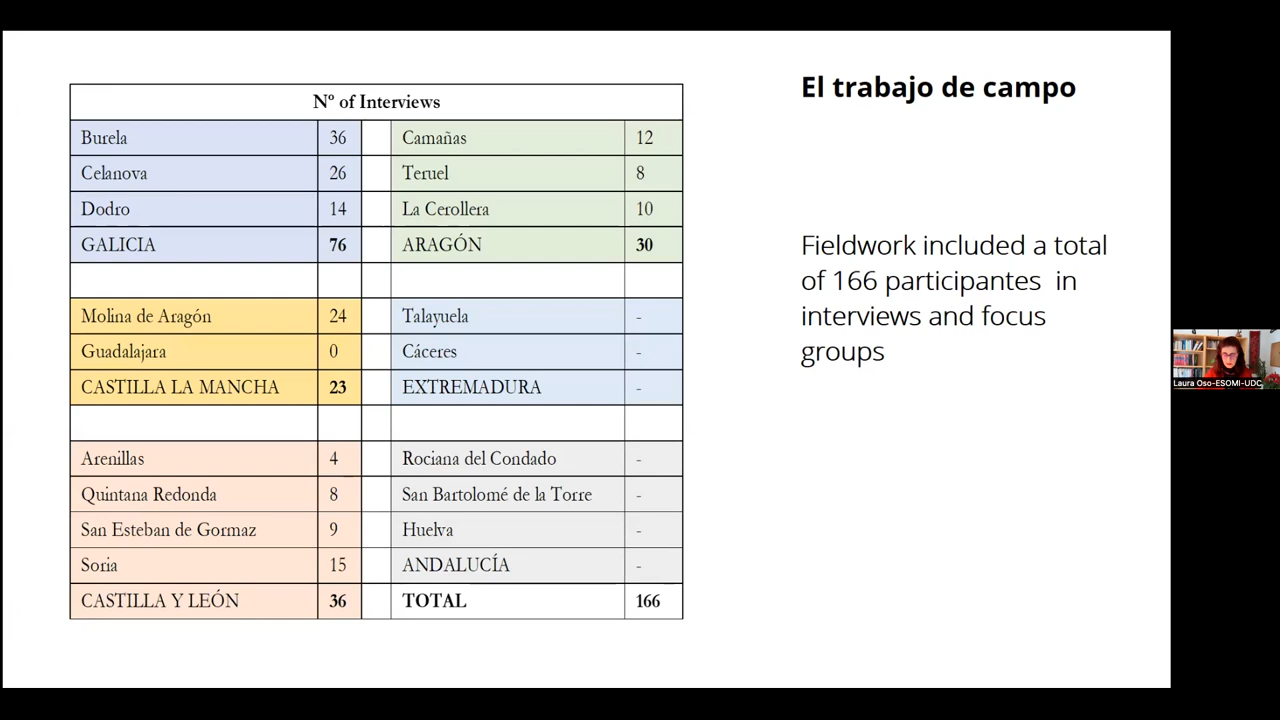 Nº of Interviews
Burela 36 Camañas 12
Celanova 26 Teruel 8
Dodro 14 La Cerollera 10
GALICIA 76 ARAGÓN 30
Molina de Aragón 24 Talayuela -
Guadalajara 0 Cáceres -
CASTILLA LA MANCHA 23 EXTREMADURA -
Arenillas 4 Rociana del Condado -
Quintana Redonda 8 San Bartolomé de la Torre -
San Esteban de Gormaz 9 Huelva -
Soria 15 ANDALUCÍA -
CASTILLA Y LEÓN 36 TOTAL 166
El trabajo de campo
Fieldwork included a total
of 166 participantes in
interviews and focus
groups
Laura Oso-ESOMI-UDC